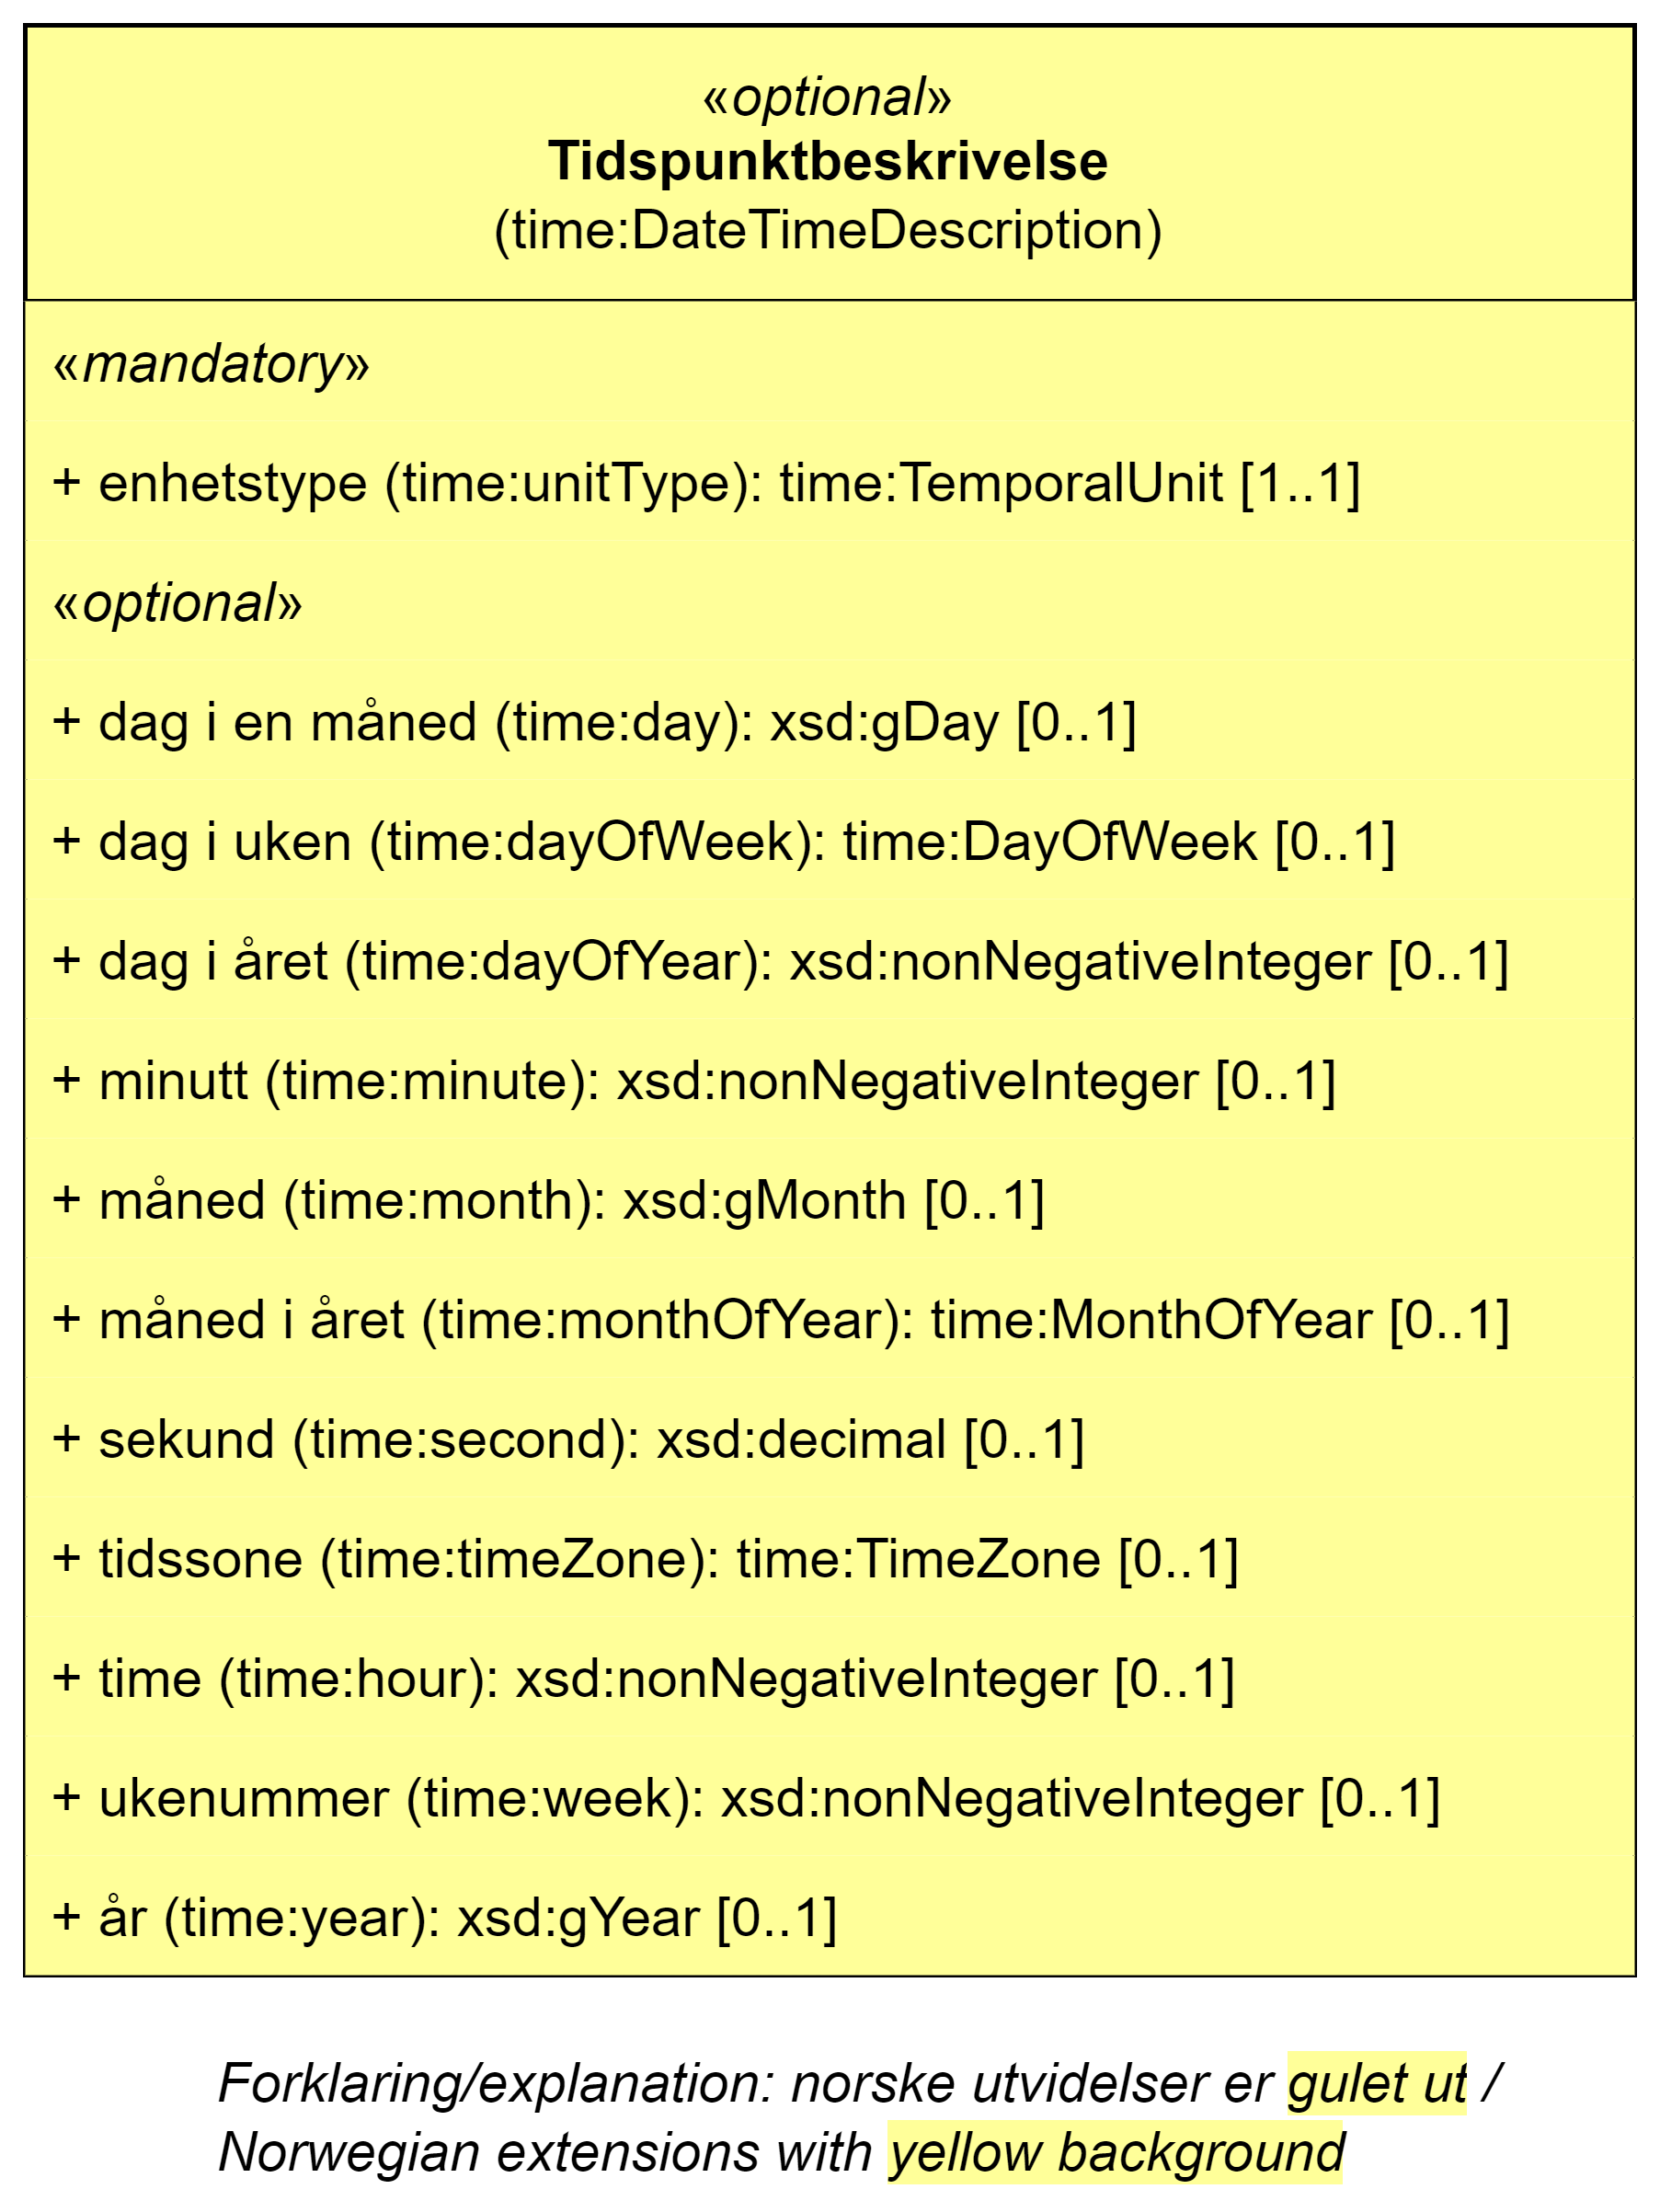 «optional»
Tidspunktbeskrivelse
(time:DateTimeDescription)
«mandatory»
+ enhetstype (time:unitType): time:TemporalUnit [1..1]
«optional»
+ dag i en måned (time:day): xsd:gDay [0..1]
+ dag i uken (time:dayOfWeek): time:DayOfWeek [0..1]
+ dag i året (time:dayOfYear): xsd:nonNegativeInteger [0..1]
+ minutt (time:minute): xsd:nonNegativeInteger [0..1]
+ måned (time:month): xsd:gMonth [0..1]
+ måned i året (time:monthOfYear): time:MonthOfYear [0..1]
+ sekund (time:second): xsd:decimal [0..1]
+ tidssone (time:timeZone): time:TimeZone [0..1]
+ time (time:hour): xsd:nonNegativeInteger [0..1]
+ ukenummer (time:week): xsd:nonNegativeInteger [0..1]
+ år (time:year): xsd:gYear [0..1]
Forklaring/explanation: norske utvidelser er gulet ut /
Norwegian extensions with yellow background